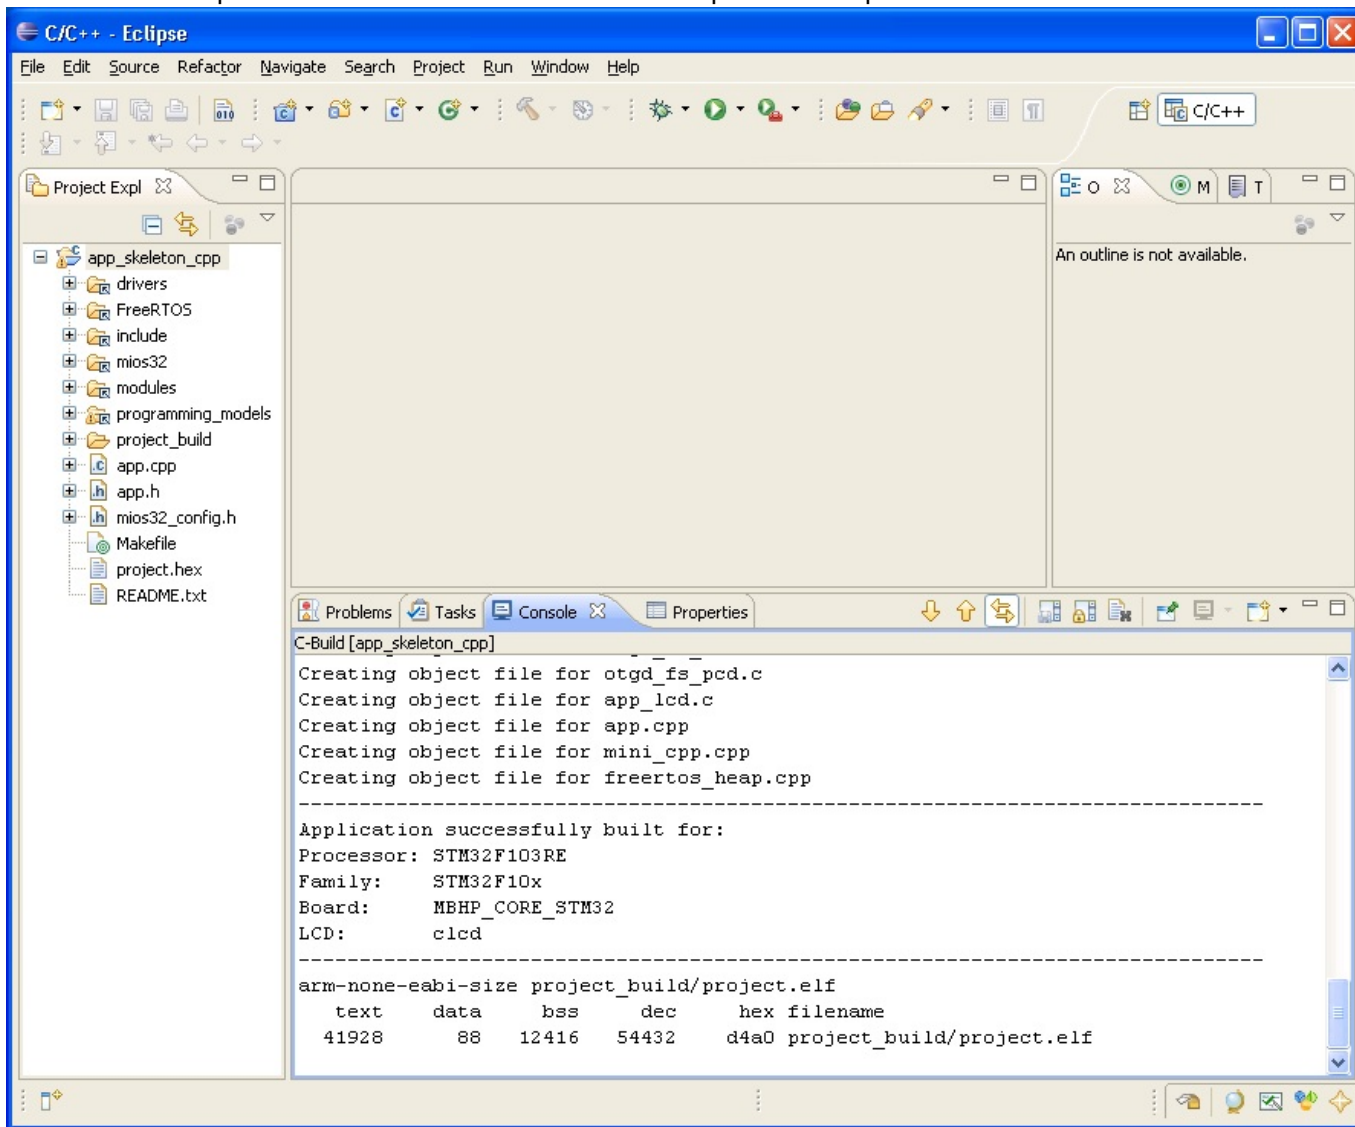 C/C++ - Eclipse
File Edit Source Refactor Navigate Search Project Run Window Help
C/C++
Project Expl
O M T
An outline is not available.
app_skeleton_cpp
drivers
FreeRTOS
include
mios32
modules
programming_models
project_build
app.cpp
app.h
mios32_config.h
Makefile
project.hex
README.txt
Problems Tasks Console Properties
C-Build [app_skeleton_cpp]
Creating object file for otgd_fs_pcd.c
Creating object file for app_lcd.c
Creating object file for app.cpp
Creating object file for mini_cpp.cpp
Creating object file for freertos_heap.cpp
-------------------------------------------------------------------------------
Application successfully built for:
Processor: STM32F103RE
Family: STM32F10x
Board: MBHP_CORE_STM32
LCD: clcd
-------------------------------------------------------------------------------
arm-none-eabi-size project_build/project.elf
text data bss dec hex filename
41928 88 12416 54432 d4a0 project_build/project.elf